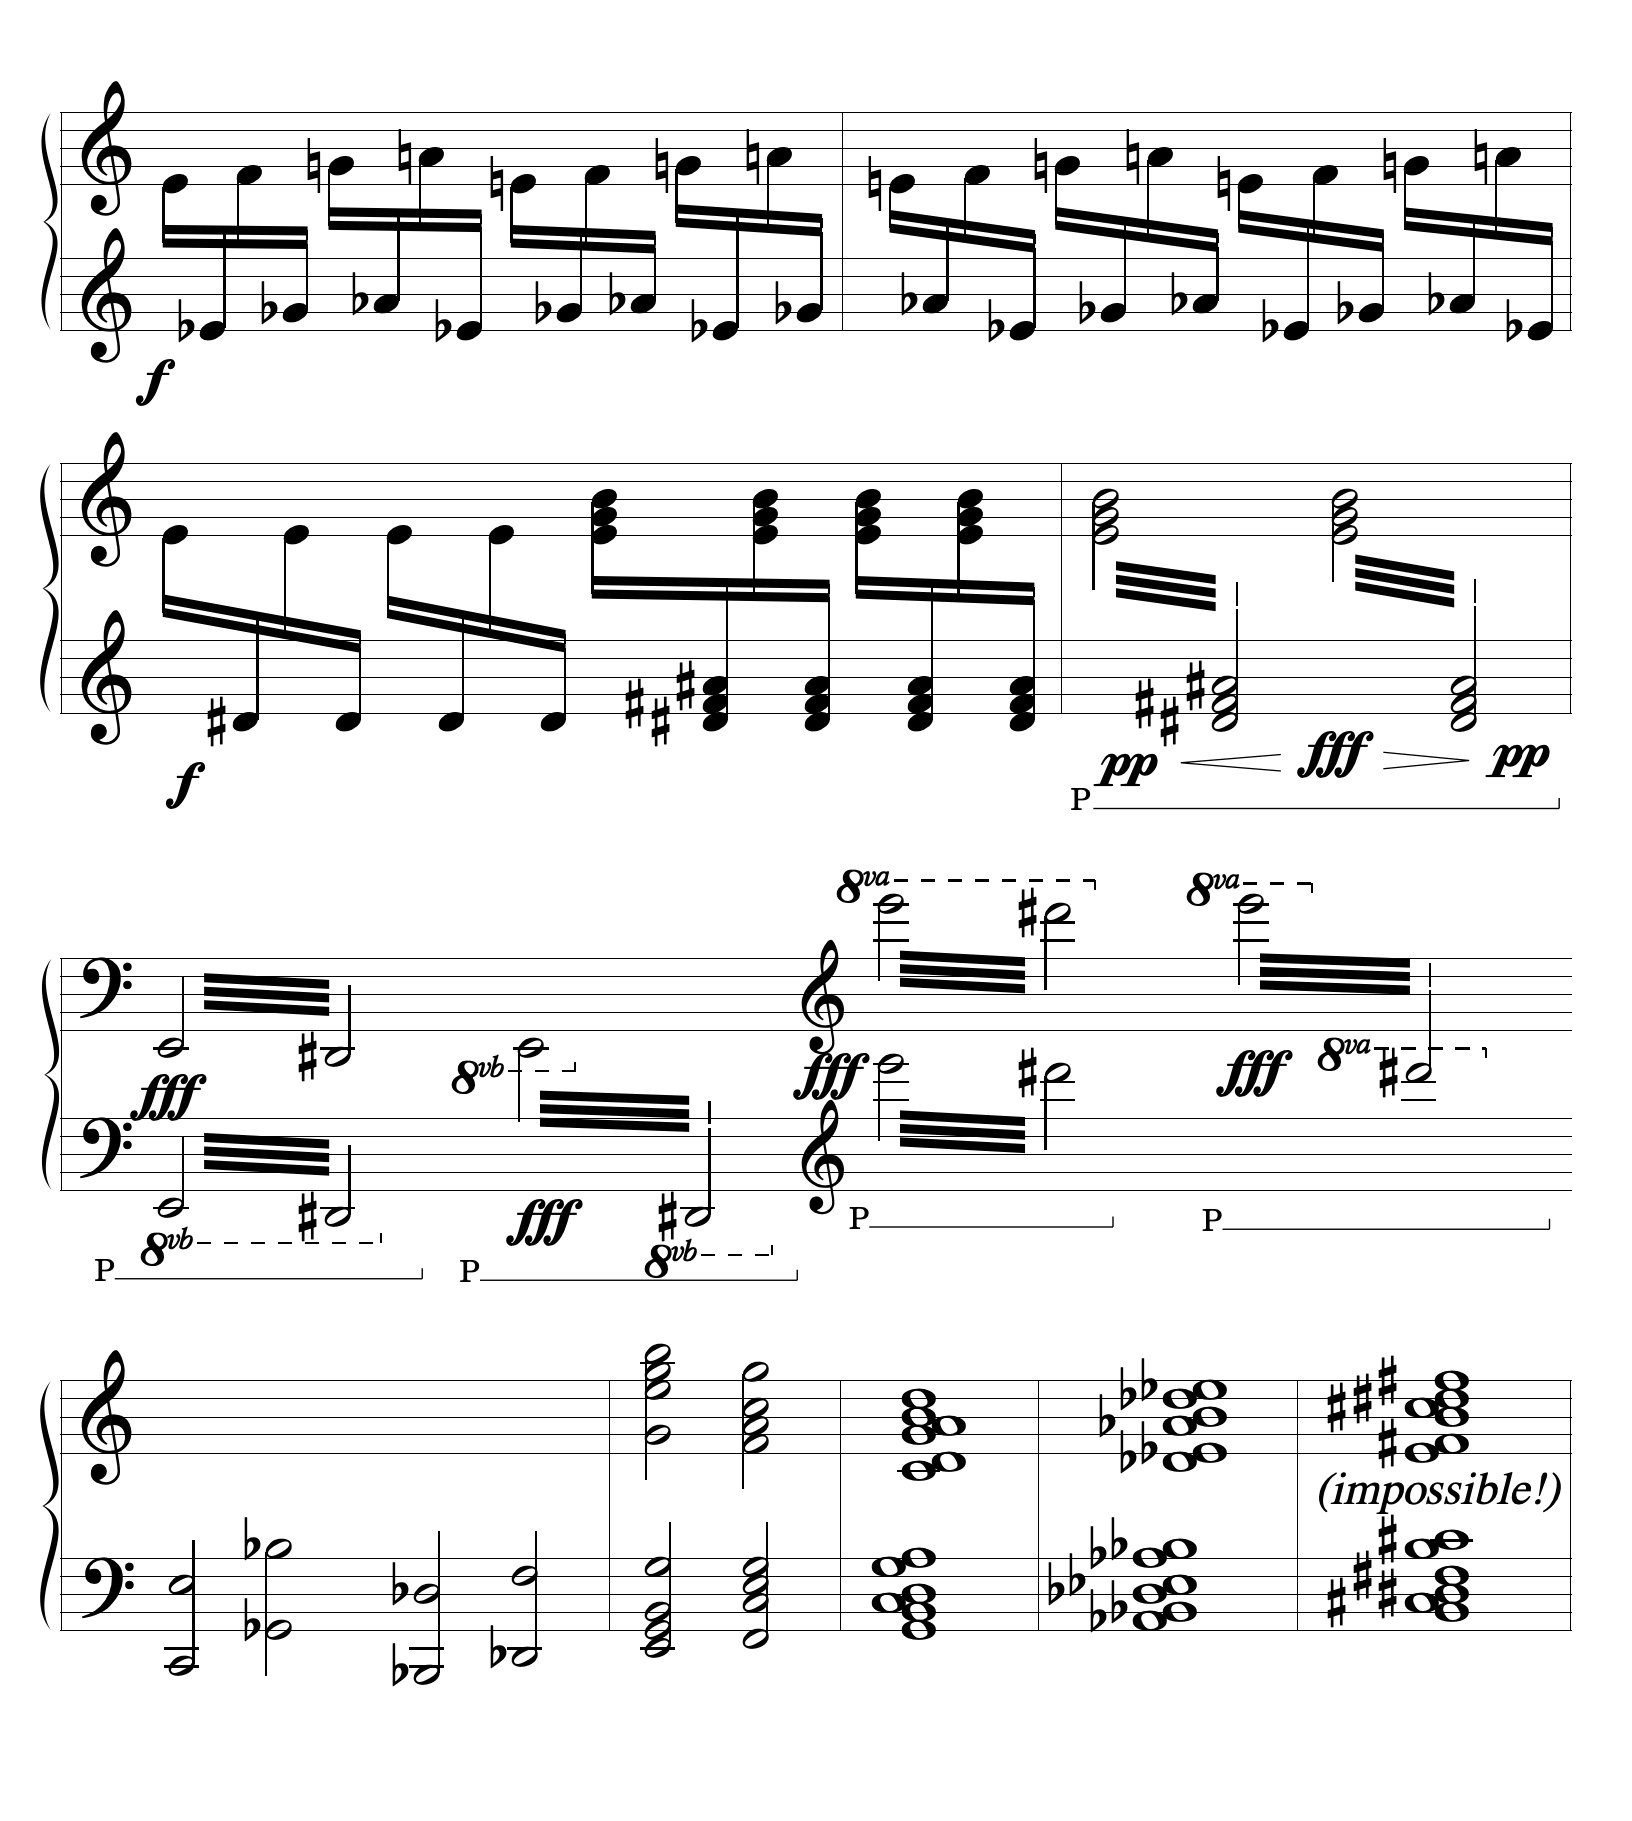 f
f
pp fff pp
P
8va 8va
8vb fff fff 8va
fff
fff P P
P 8vb P 8vb
(impossible!)